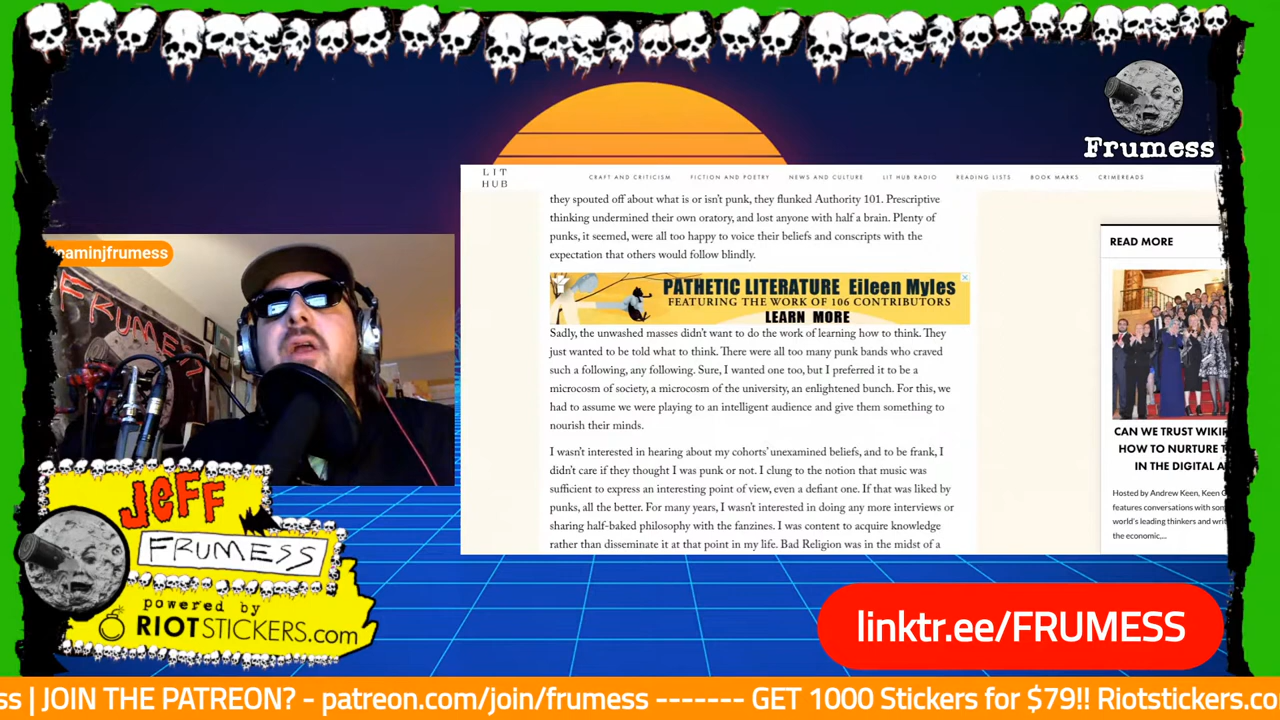 Frumess
LIT
HUB
CRAFT AND CRITICISM
FICTION AND POETRY
NEWS AND CULTURE
LIT HUB RADIO
READING LISTS
BOOK MARKS
CRIMEREADS
they spouted off about what is or isn't punk, they flunked Authority 101. Prescriptive
thinking undermined their own oratory, and lost anyone with half a brain. Plenty of
punks, it seemed, were all too happy to voice their beliefs and conscripts with the
expectation that others would follow blindly.
PATHETIC LITERATURE Eileen Myles
FEATURING THE WORK OF 106 CONTRIBUTORS
LEARN MORE
Sadly, the unwashed masses didn't want to do the work of learning how to think. They
just wanted to be told what to think. There were all too many punk bands who craved
such a following, any following. Sure, I wanted one too, but I preferred it to be a
microcosm of society, a microcosm of the university, an enlightened bunch. For this, we
had to assume we were playing to an intelligent audience and give them something to
nourish their minds.
I wasn't interested in hearing about my cohorts' unexamined beliefs, and to be frank, I
didn't care if they thought I was punk or not. I clung to the notion that music was
sufficient to express an interesting point of view, even a defiant one. If that was liked by
punks, all the better. For many years, I wasn't interested in doing any more interviews or
sharing half-baked philosophy with the fanzines. I was content to acquire knowledge
rather than disseminate it at that point in my life. Bad Religion was in the midst of a
READ MORE
CAN WE TRUST WIKI
HOW TO NURTURE T
IN THE DIGITAL A
Hosted by Andrew Keen, Keen O
features conversations with som
world's leading thinkers and writ
the economic,...
eaminjfrumess
FRUMESS
JEFF
FRUMESS
powered by
RIOTSTICKERS.com
linktr.ee/FRUMESS
ss | JOIN THE PATREON? - patreon.com/join/frumess ------- GET 1000 Stickers for $79!! Riotstickers.co